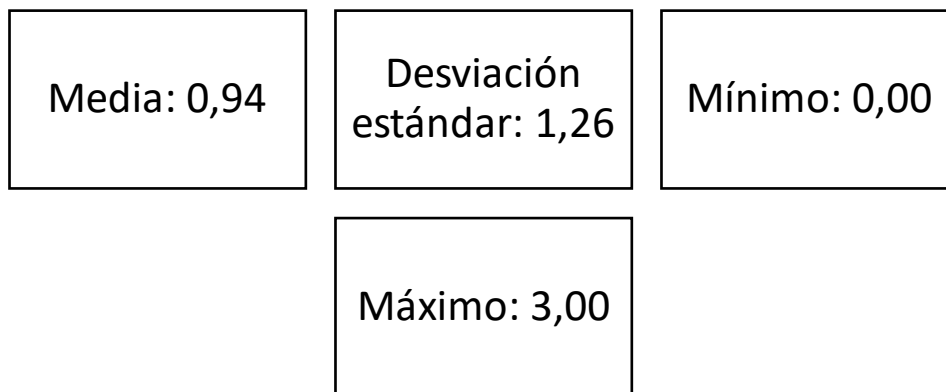 Media: 0,94
Desviación
estándar: 1,26
Mínimo: 0,00
Máximo: 3,00